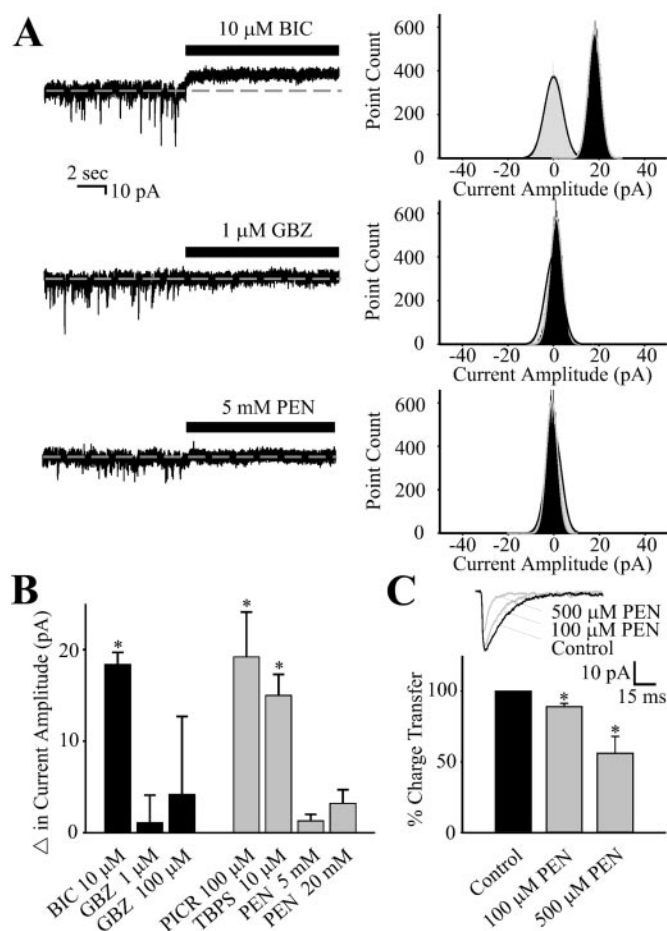 A
10 μM BIC
2 sec
10 pA
Point Count
600
400
200
0
-40 -20 0 20 40
Current Amplitude (pA)
1 μM GBZ
Point Count
600
400
200
0
-40 -20 0 20 40
Current Amplitude (pA)
5 mM PEN
Point Count
600
400
200
0
-40 -20 0 20 40
Current Amplitude (pA)
B
△ in Current Amplitude (pA)
20
10
0
* * *
BIC 10 μM
GBZ 1 μM
GBZ 100 μM
PICR 100 μM
TBPS 10 μM
PEN 5 mM
PEN 20 mM
C
500 μM PEN
100 μM PEN
Control
10 pA
15 ms
% Charge Transfer
100
50
0
* *
Control
100 μM PEN
500 μM PEN